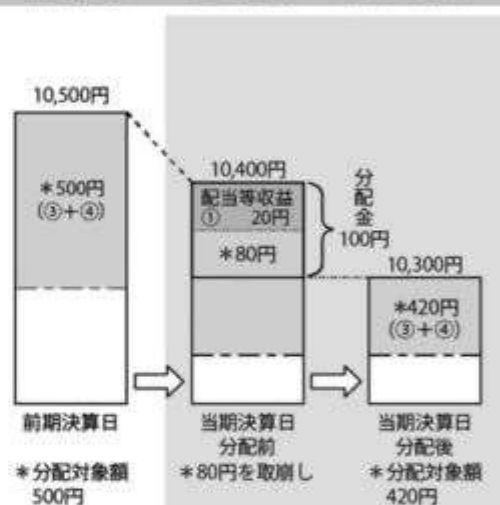 10,500円
＊500円
(③+④)
前期決算日
＊分配対象額
500円
10,400円
配当等収益
① 20円
＊80円
分配金
100円
当期決算日
分配前
＊80円を取崩し
10,300円
＊420円
(③+④)
当期決算日
分配後
＊分配対象額
420円